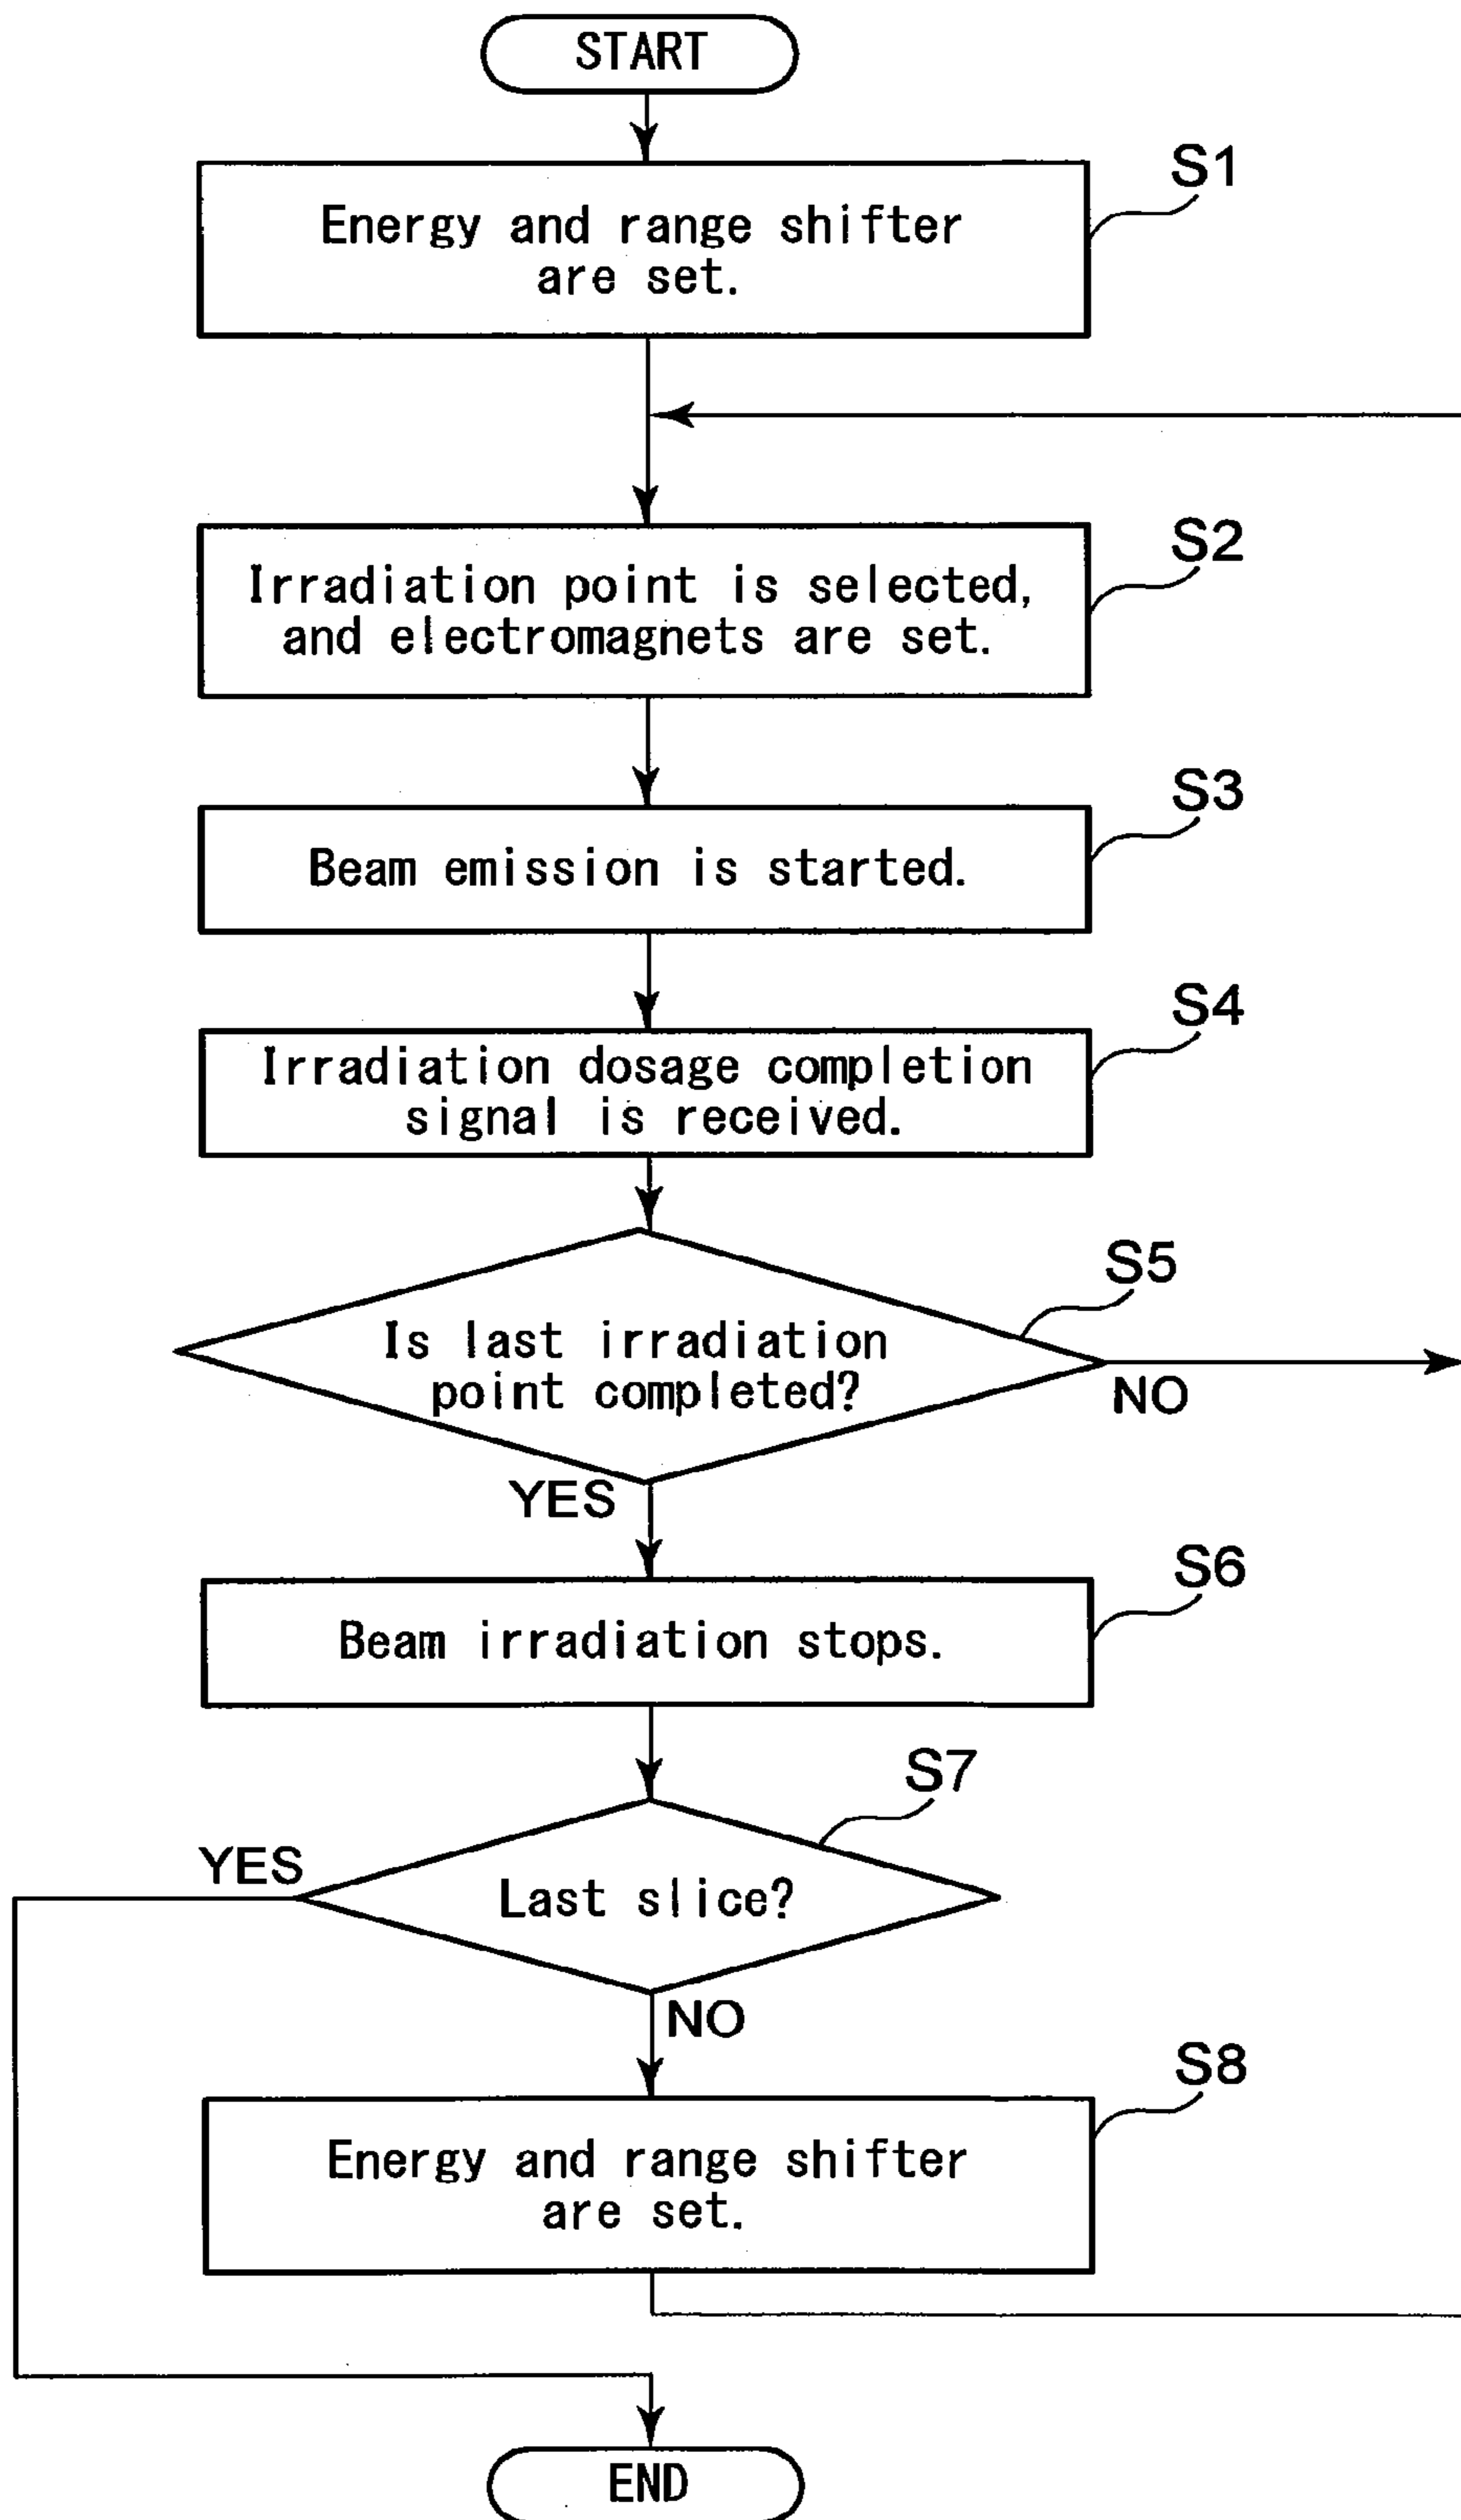 START
S1
Energy and range shifter
are set.
S2
Irradiation point is selected,
and electromagnets are set.
S3
Beam emission is started.
S4
Irradiation dosage completion
signal is received.
S5
Is last irradiation
point completed?
NO
YES
S6
Beam irradiation stops.
S7
YES
Last slice?
NO
S8
Energy and range shifter
are set.
END